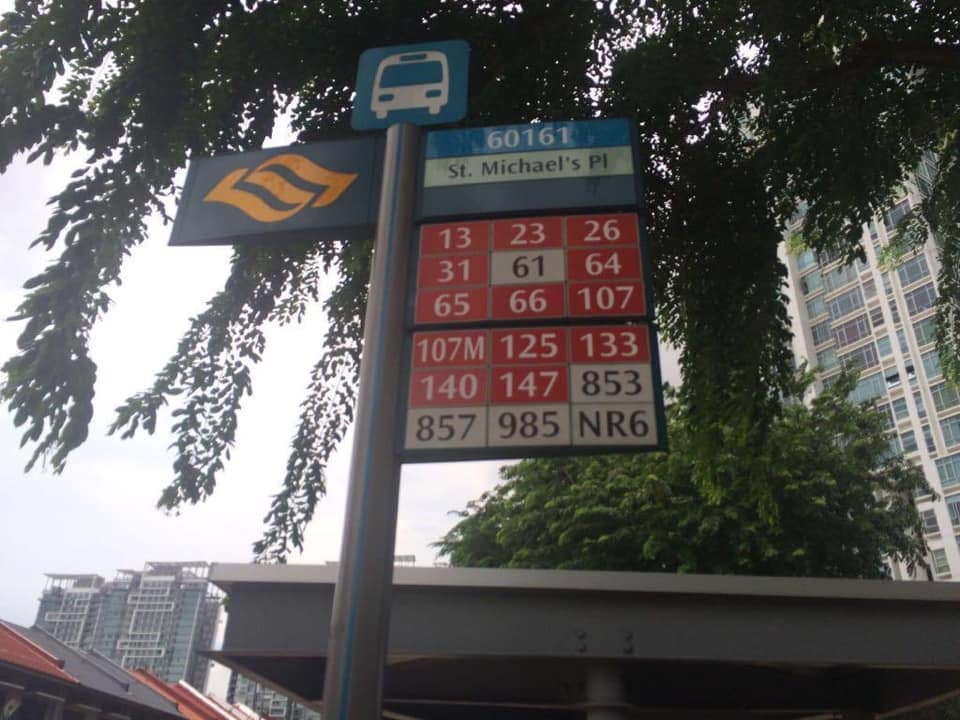 60161
St. Michael's Pl
13 23 26
31 61 64
65 66 107
107M 125 133
140 147 853
857 985 NR6